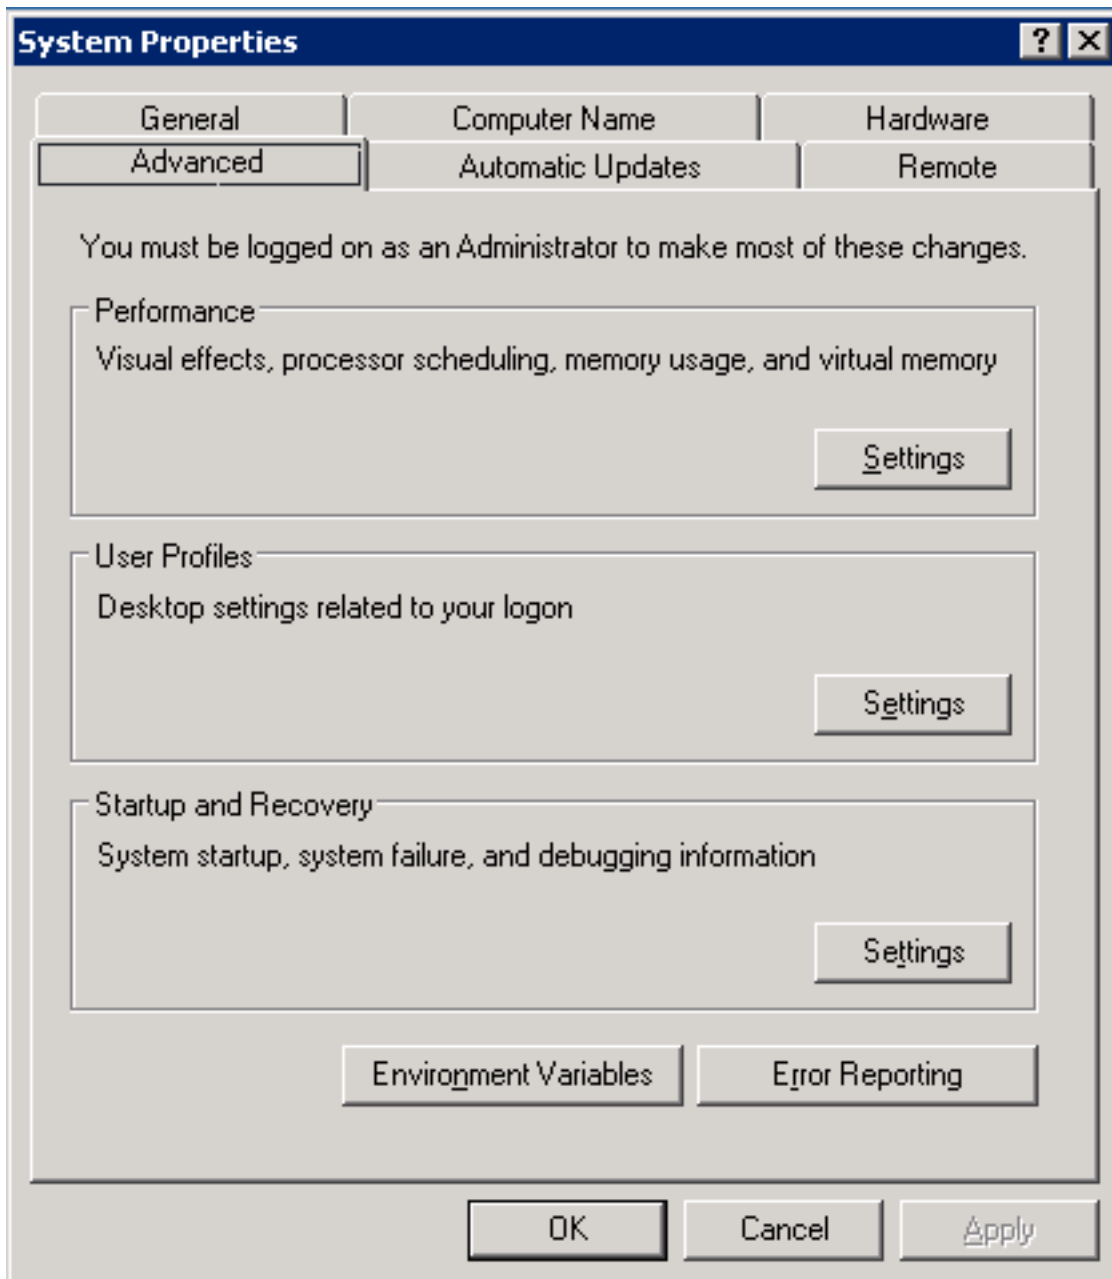 System Properties
General
Computer Name
Hardware
Advanced
Automatic Updates
Remote
You must be logged on as an Administrator to make most of these changes.
Performance
Visual effects, processor scheduling, memory usage, and virtual memory
Settings
User Profiles
Desktop settings related to your logon
Settings
Startup and Recovery
System startup, system failure, and debugging information
Settings
Environment Variables
Error Reporting
OK
Cancel
Apply